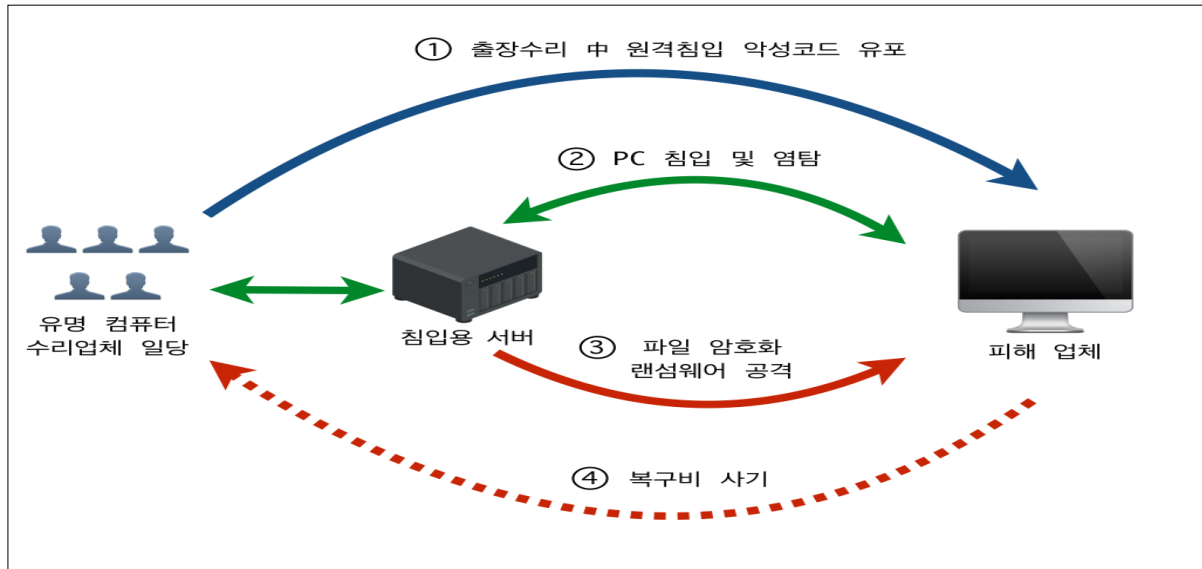 ① 출장수리 中 원격침입 악성코드 유포
② PC 침입 및 염탐
유명 컴퓨터
수리업체 일당
침입용 서버
③ 파일 암호화
랜섬웨어 공격
피해 업체
④ 복구비 사기